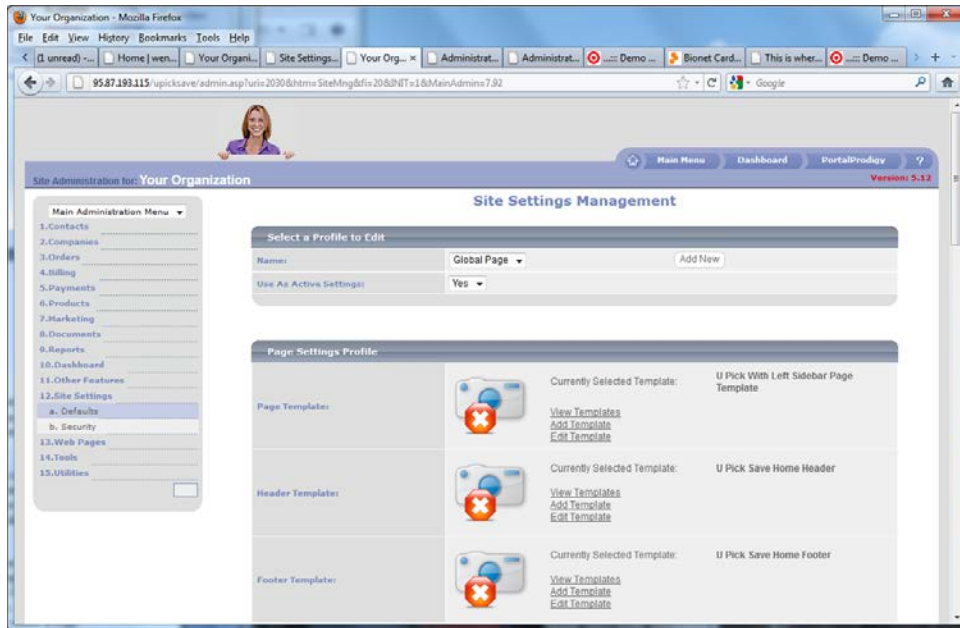 Your Organization - Mozilla Firefox
File Edit View History Bookmarks Tools Help
(1 unread) -... Home | wen... Your Organi... Site Settings... Your Org... × Administrat... Administrat... ...:: Demo ... Bionet Card... This is wher... ...:: Demo ... +
95.87.193.115/upicksave/admin.asp?uri=2030&htm=SiteMng&fi=20&INIT=1&MainAdmin=7.92 Google
Main Menu Dashboard PortalProdigy ?
Site Administration for: Your Organization Version: 5.12
Site Settings Management
Main Administration Menu
1.Contacts
2.Companies
3.Orders
4.Billing
5.Payments
6.Products
7.Marketing
8.Documents
9.Reports
10.Dashboard
11.Other Features
12.Site Settings
a. Defaults
b. Security
13.Web Pages
14.Tools
15.Utilities
Select a Profile to Edit
Name: Global Page Add New
Use As Active Settings: Yes
Page Settings Profile
Page Template:
Currently Selected Template: U Pick With Left Sidebar Page
Template
View Templates
Add Template
Edit Template
Header Template:
Currently Selected Template: U Pick Save Home Header
View Templates
Add Template
Edit Template
Footer Template:
Currently Selected Template: U Pick Save Home Footer
View Templates
Add Template
Edit Template